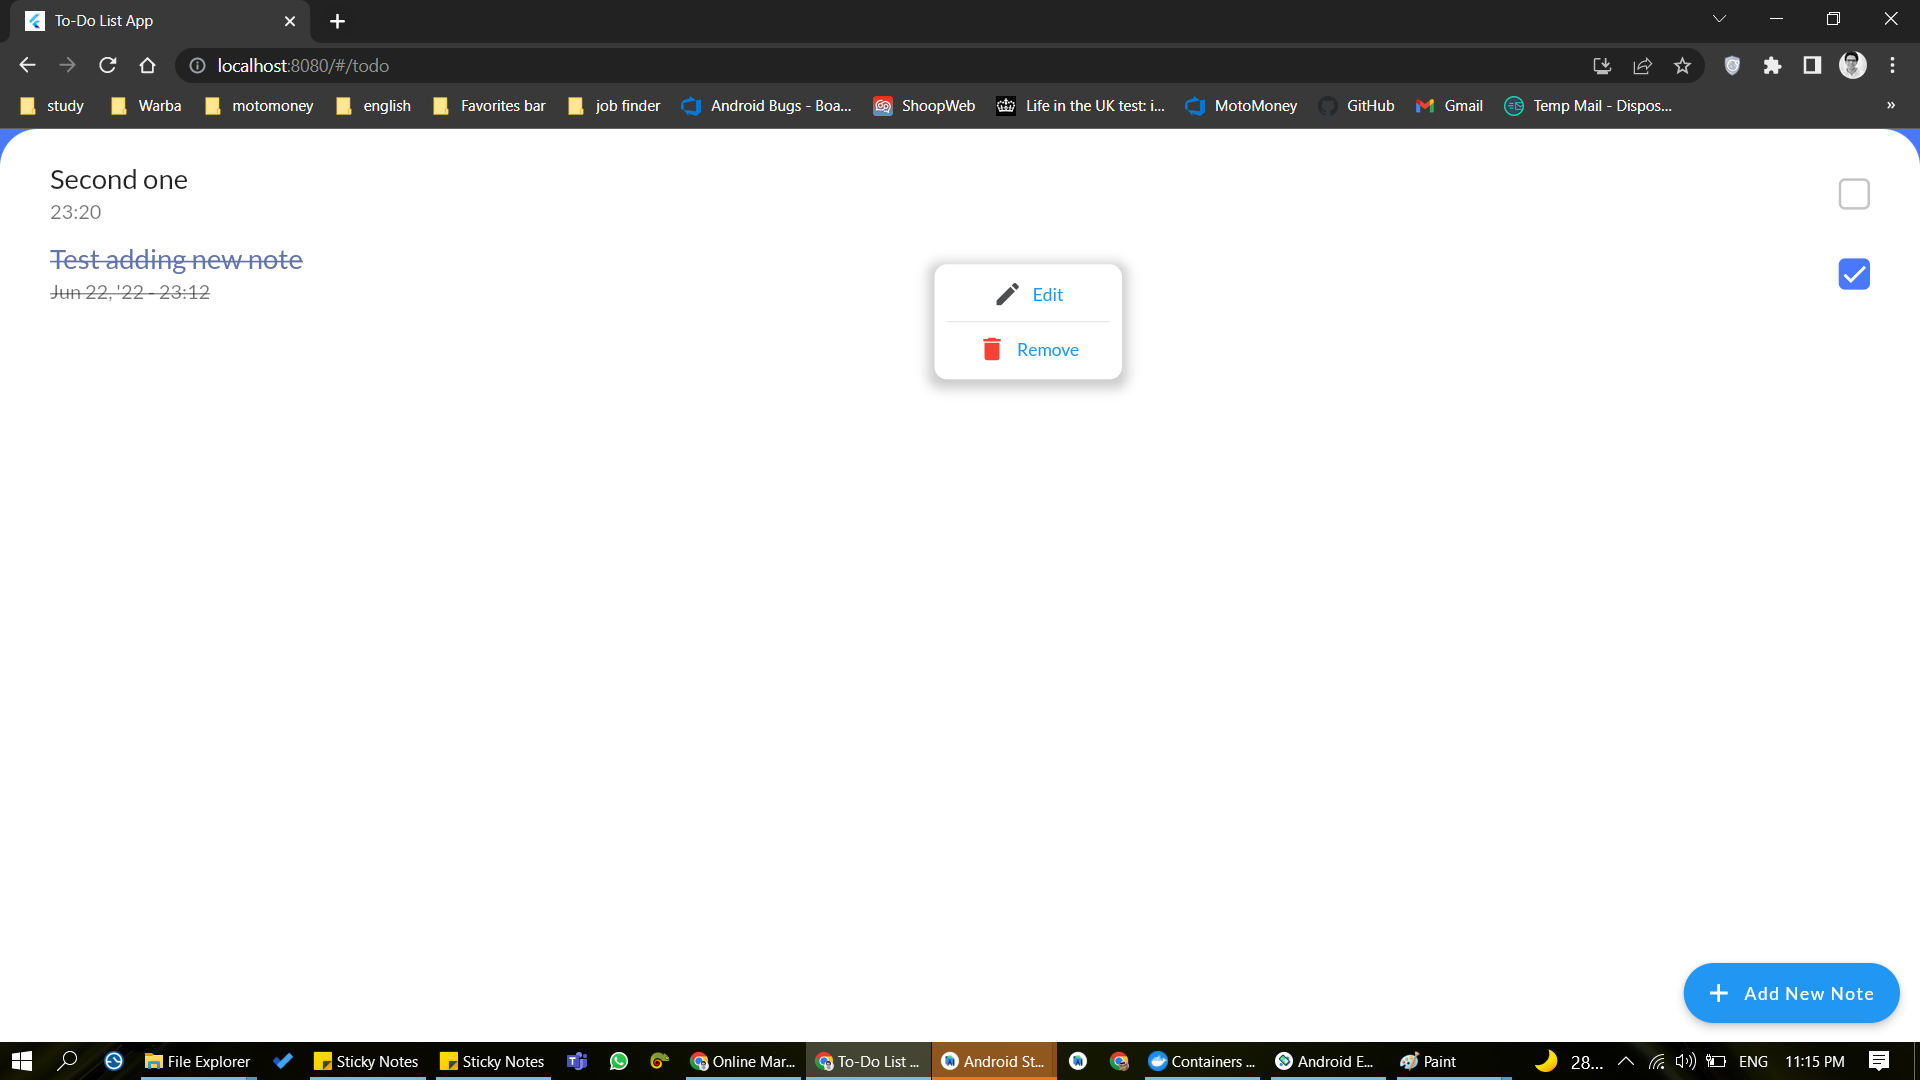 To-Do List App
localhost:8080/#/todo
study Warba motomoney english Favorites bar job finder Android Bugs - Boa... ShoopWeb Life in the UK test: i... MotoMoney GitHub Gmail Temp Mail - Dispos... »
Second one
23:20
Test adding new note
Jun 22, '22 - 23:12
Edit
Remove
Add New Note
File Explorer Sticky Notes Sticky Notes Online Mar... To-Do List ... Android St... Containers ... Android E... Paint 28... ENG 11:15 PM